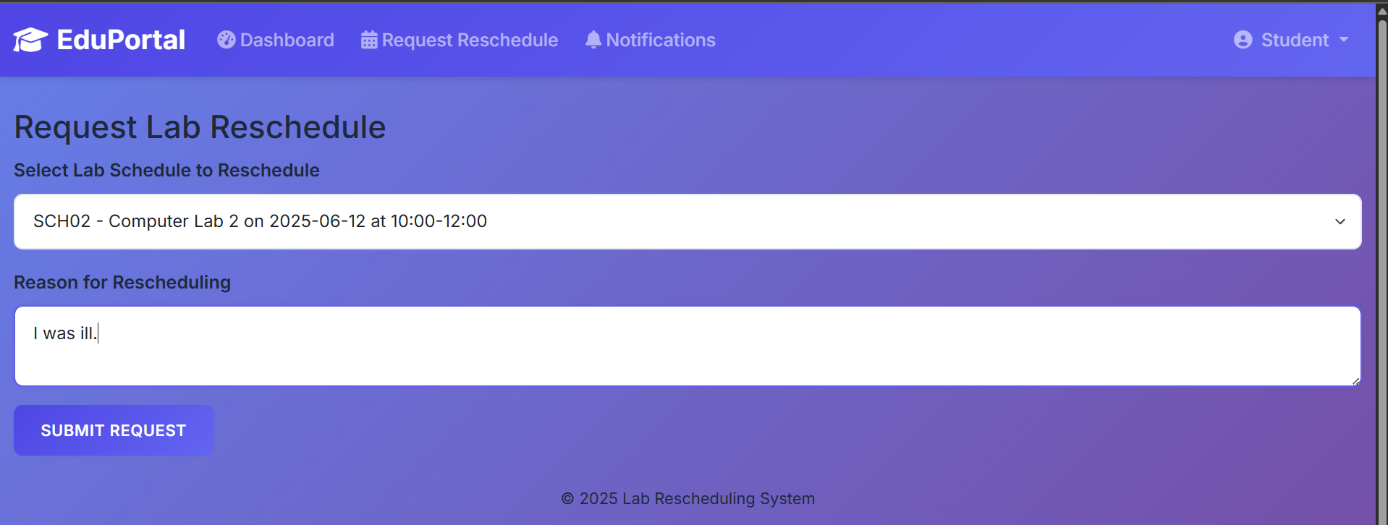 EduPortal Dashboard Request Reschedule Notifications Student
Request Lab Reschedule
Select Lab Schedule to Reschedule
SCH02 - Computer Lab 2 on 2025-06-12 at 10:00-12:00
Reason for Rescheduling
I was ill.
SUBMIT REQUEST
© 2025 Lab Rescheduling System